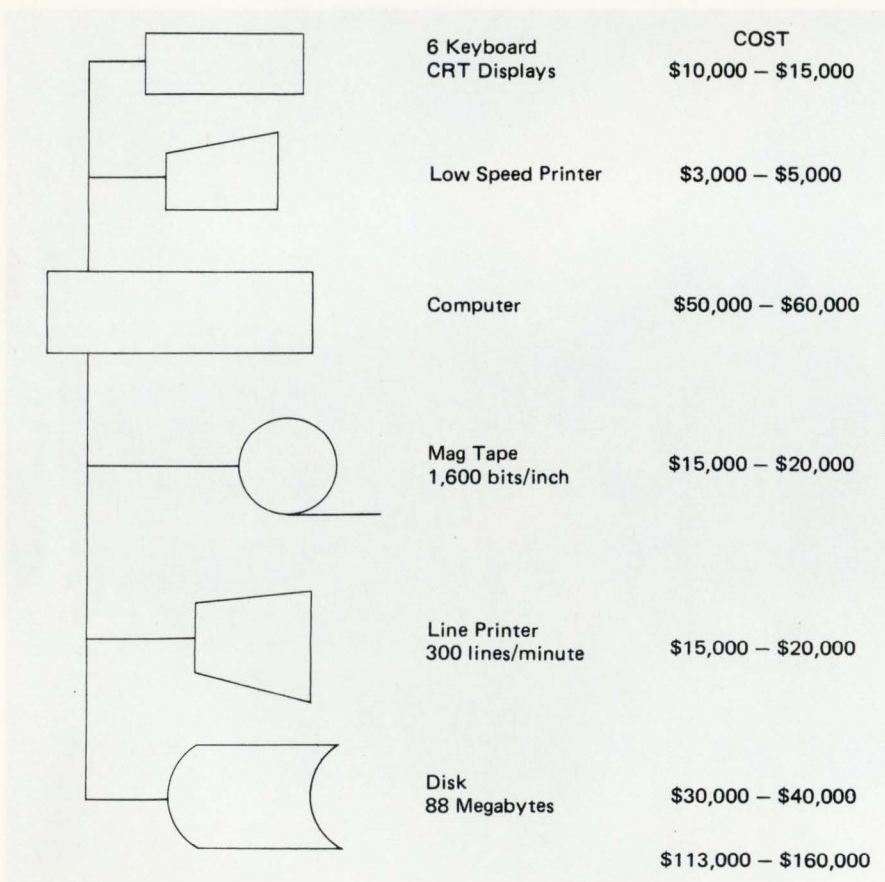 COST
6 Keyboard
CRT Displays
$10,000 — $15,000
Low Speed Printer
$3,000 — $5,000
Computer
$50,000 — $60,000
Mag Tape
1,600 bits/inch
$15,000 — $20,000
Line Printer
300 lines/minute
$15,000 — $20,000
Disk
88 Megabytes
$30,000 — $40,000
$113,000 — $160,000